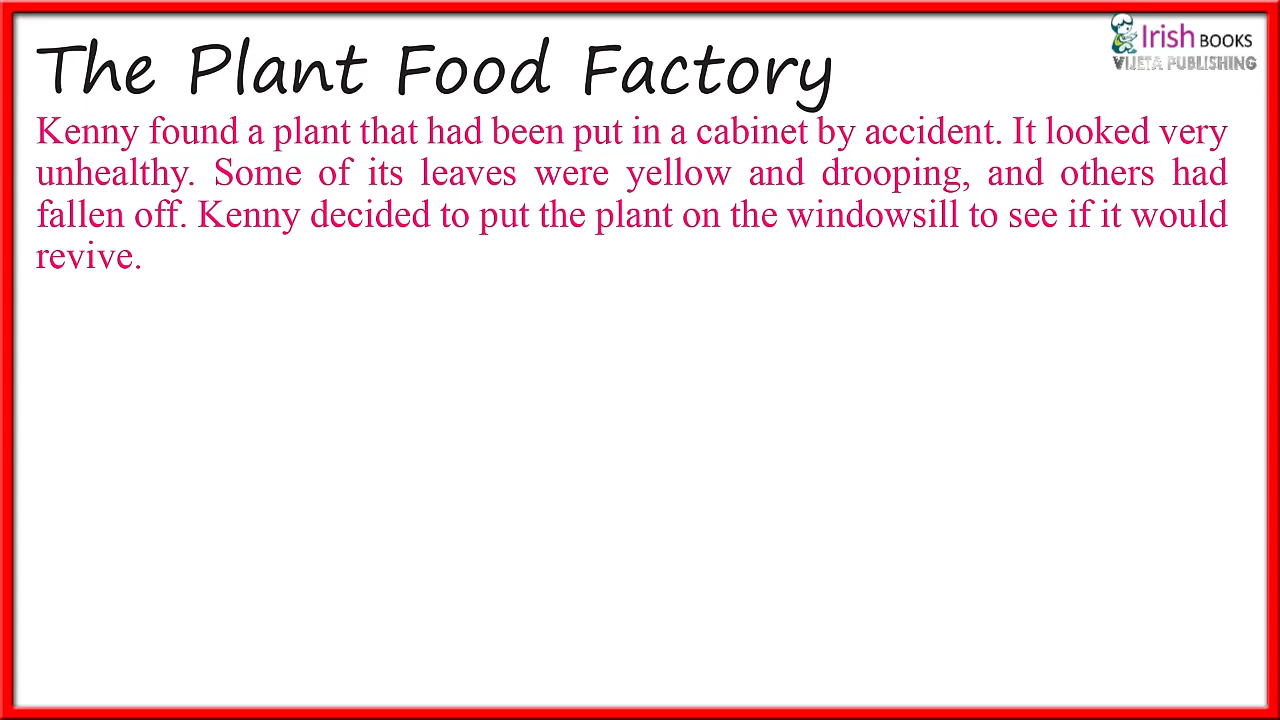 The Plant Food Factory
Irish BOOKS
VIJETA PUBLISHING
Kenny found a plant that had been put in a cabinet by accident. It looked very
unhealthy. Some of its leaves were yellow and drooping, and others had
fallen off. Kenny decided to put the plant on the windowsill to see if it would
revive.